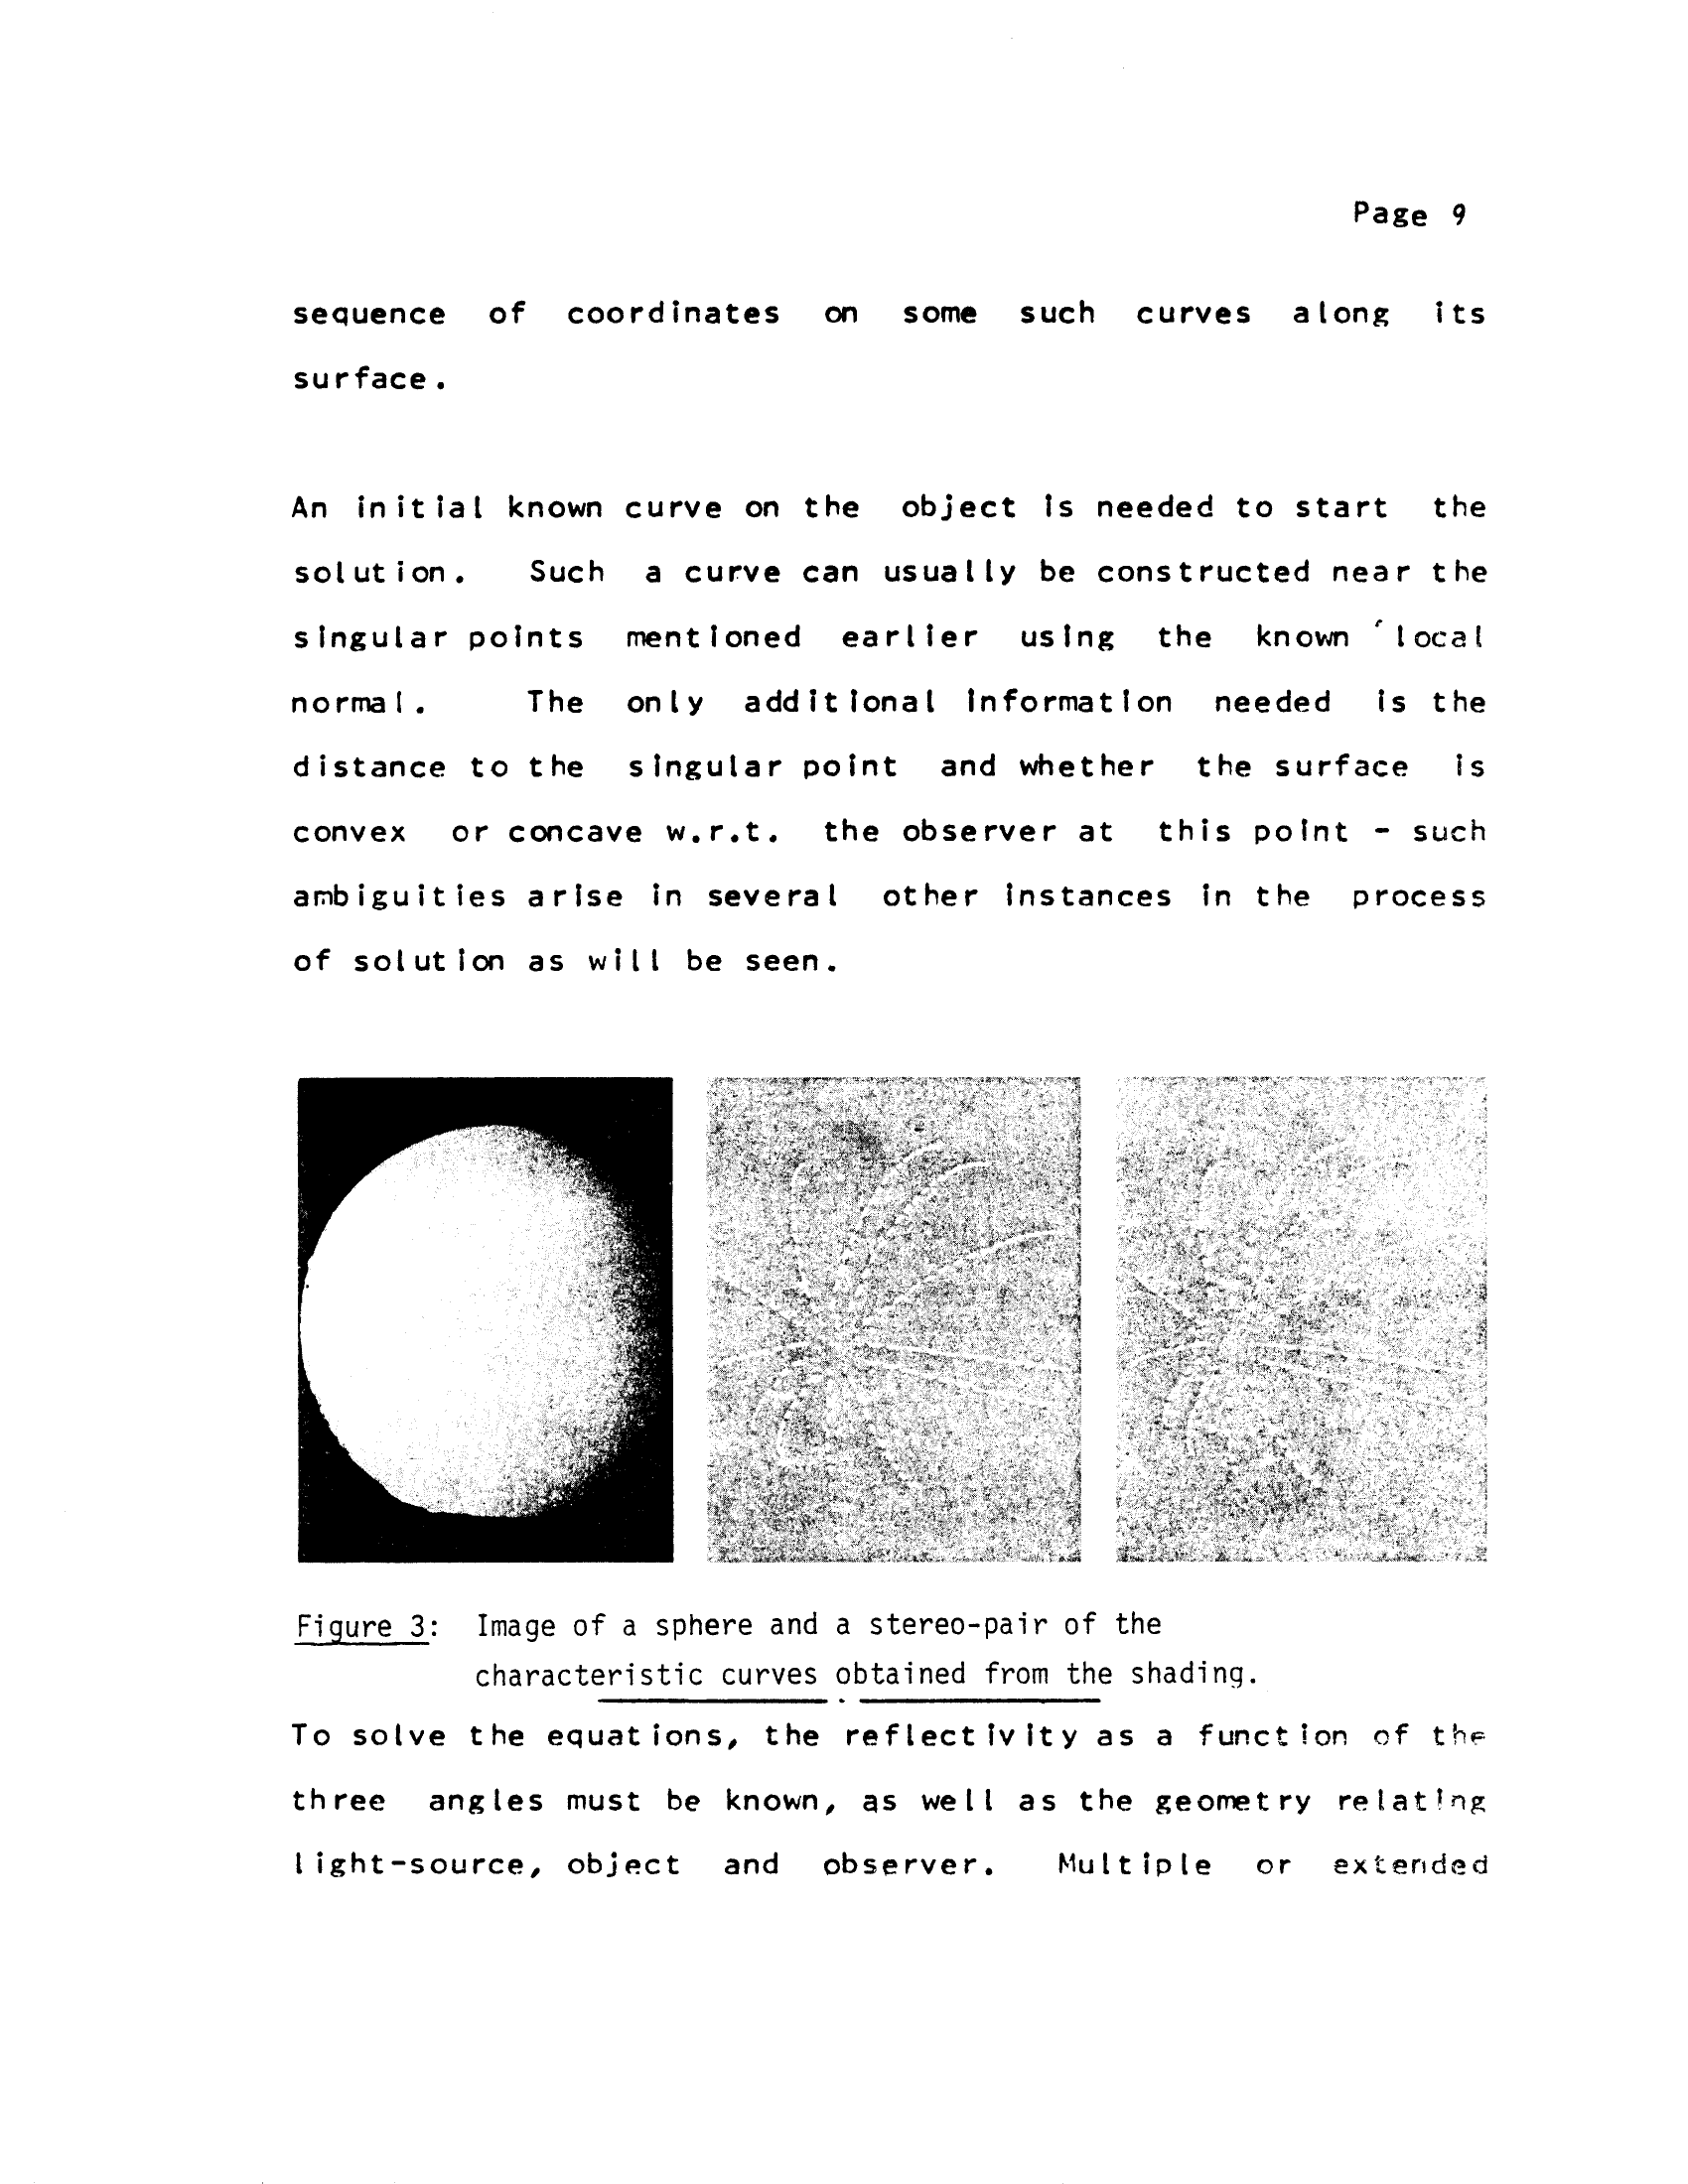 Page 9
sequence of coordinates on some such curves along its
surface.
An initial known curve on the object is needed to start the
solution. Such a curve can usually be constructed near the
singular points mentioned earlier using the known local
normal. The only additional information needed is the
distance to the singular point and whether the surface is
convex or concave w.r.t. the observer at this point - such
ambiguities arise in several other instances in the process
of solution as will be seen.
Figure 3: Image of a sphere and a stereo-pair of the
characteristic curves obtained from the shading.
To solve the equations, the reflectivity as a function of the
three angles must be known, as well as the geometry relating
light-source, object and observer. Multiple or extended